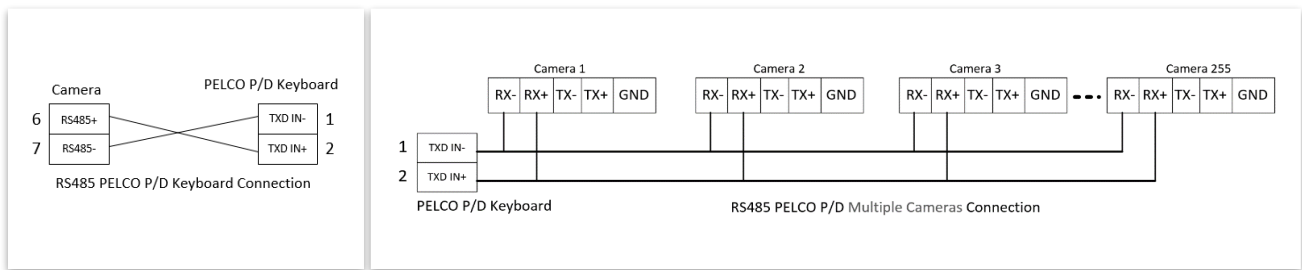 Camera
PELCO P/D Keyboard
6 RS485+ TXD IN- 1
7 RS485- TXD IN+ 2
RS485 PELCO P/D Keyboard Connection
Camera 1 Camera 2 Camera 3 Camera 255
RX- RX+ TX- TX+ GND RX- RX+ TX- TX+ GND RX- RX+ TX- TX+ GND RX- RX+ TX- TX+ GND
1 TXD IN-
2 TXD IN+
PELCO P/D Keyboard
RS485 PELCO P/D Multiple Cameras Connection